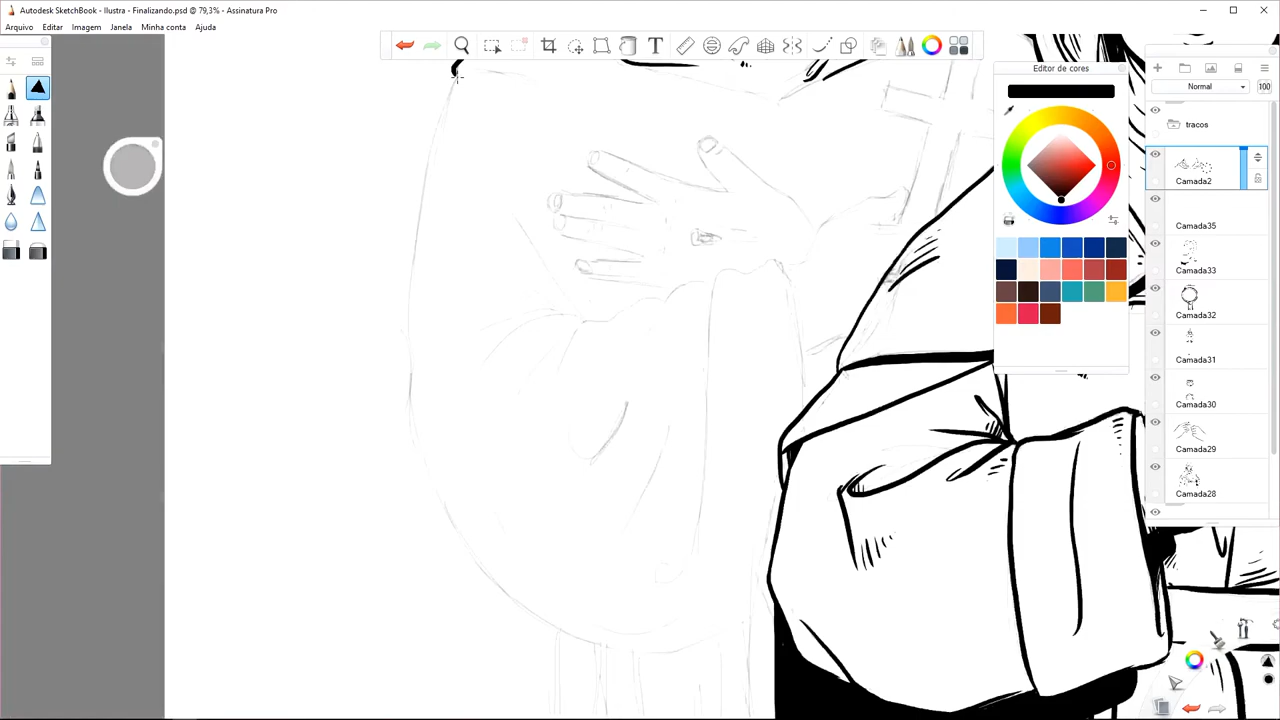 Autodesk SketchBook - Ilustra - Finalizando.psd @ 79,3% - Assinatura Pro
Arquivo Editar Imagem Janela Minha conta Ajuda
Editor de cores
Normal 100
tracos
Camada2
Camada35
Camada33
Camada32
Camada31
Camada30
Camada29
Camada28